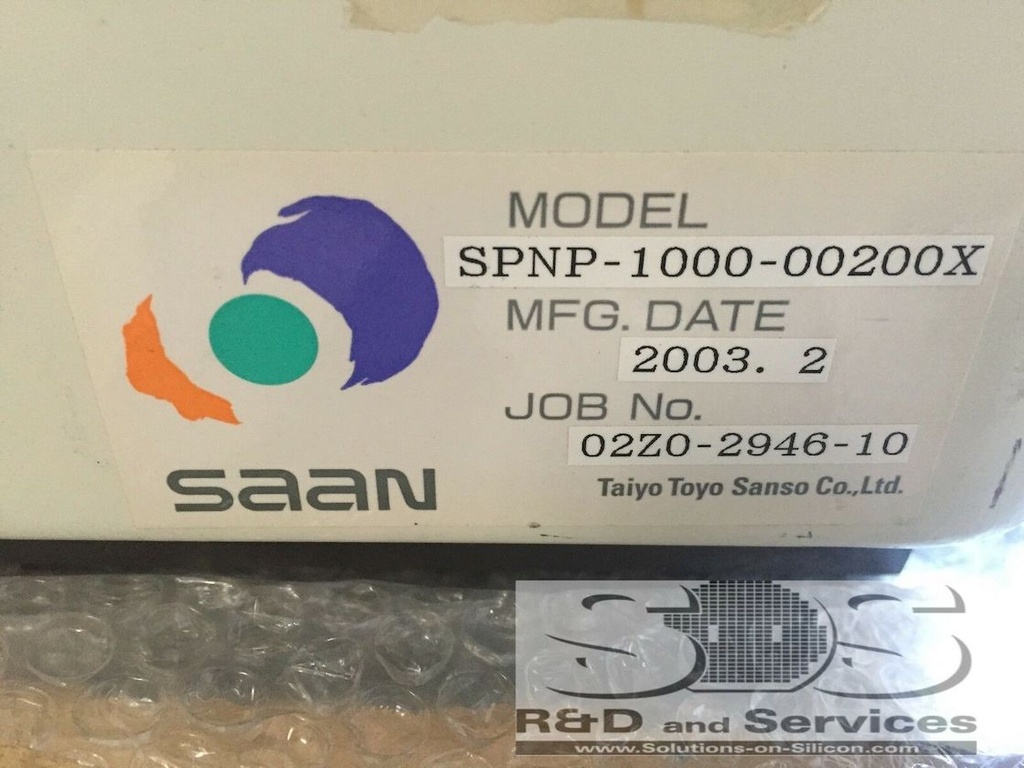 MODEL
SPNP-1000-00200X
MFG. DATE
2003. 2
JOB No.
02Z0-2946-10
saaN
Taiyo Toyo Sanso Co.,Ltd.
SDS
R&D and Services
www.Solutions-on-Silicon.com